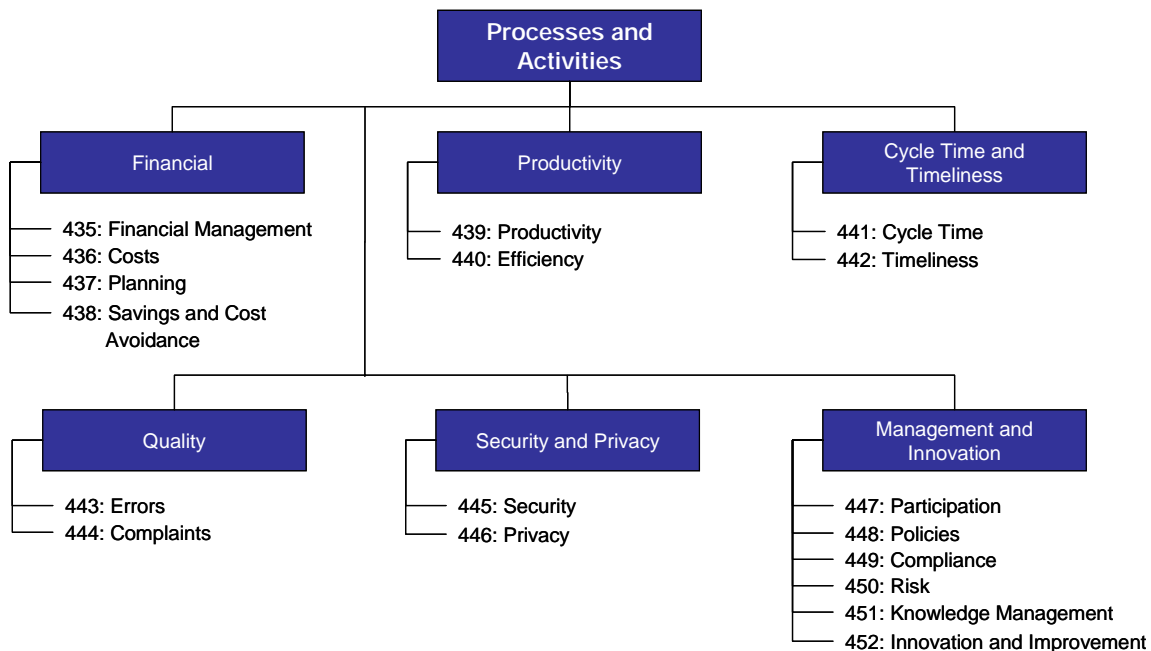 Processes and
Activities
Financial
435: Financial Management
436: Costs
437: Planning
438: Savings and Cost
Avoidance
Productivity
439: Productivity
440: Efficiency
Cycle Time and
Timeliness
441: Cycle Time
442: Timeliness
Quality
443: Errors
444: Complaints
Security and Privacy
445: Security
446: Privacy
Management and
Innovation
447: Participation
448: Policies
449: Compliance
450: Risk
451: Knowledge Management
452: Innovation and Improvement